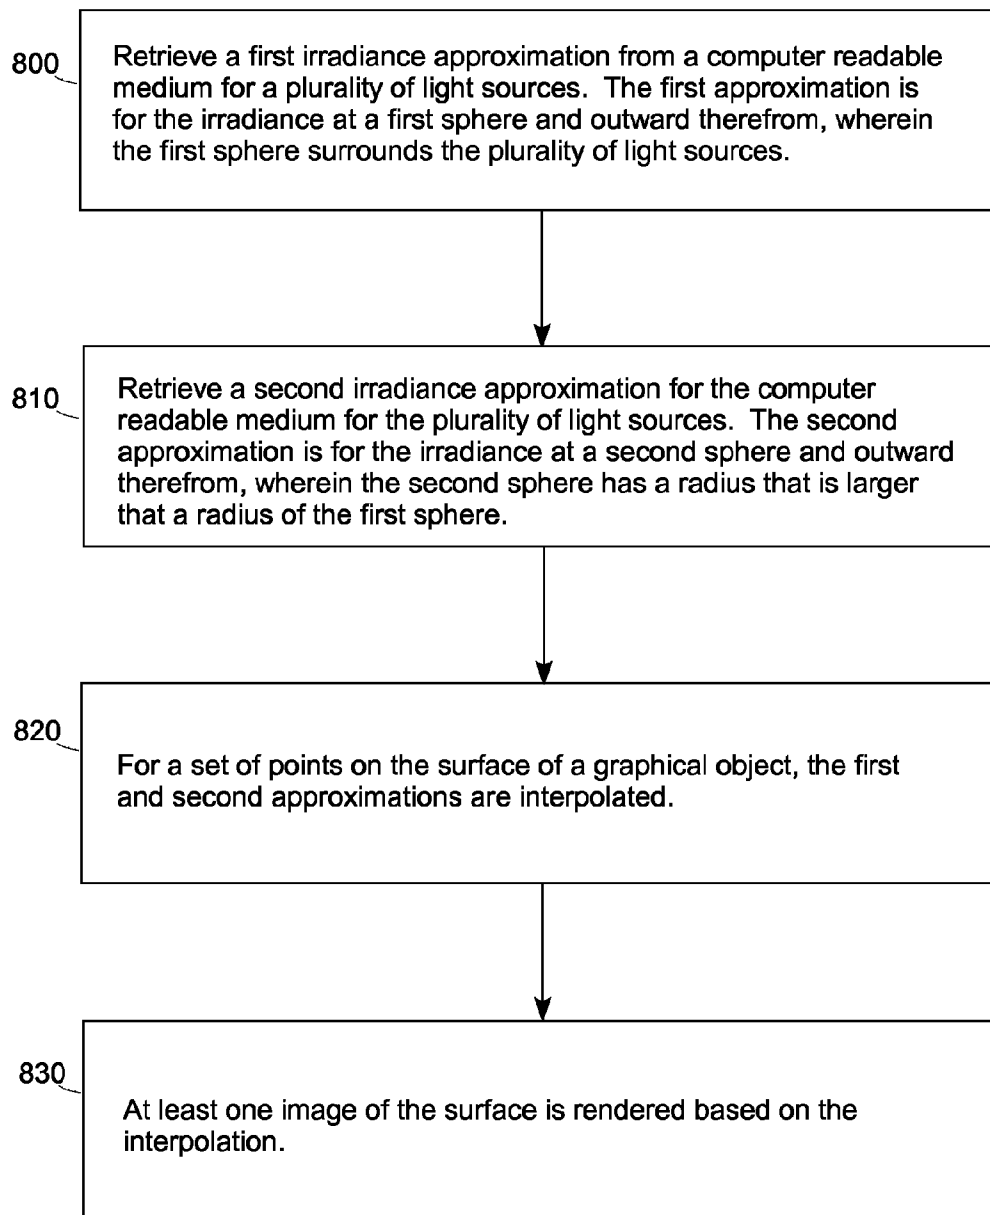 800
Retrieve a first irradiance approximation from a computer readable
medium for a plurality of light sources. The first approximation is
for the irradiance at a first sphere and outward therefrom, wherein
the first sphere surrounds the plurality of light sources.
810
Retrieve a second irradiance approximation for the computer
readable medium for the plurality of light sources. The second
approximation is for the irradiance at a second sphere and outward
therefrom, wherein the second sphere has a radius that is larger
that a radius of the first sphere.
820
For a set of points on the surface of a graphical object, the first
and second approximations are interpolated.
830
At least one image of the surface is rendered based on the
interpolation.